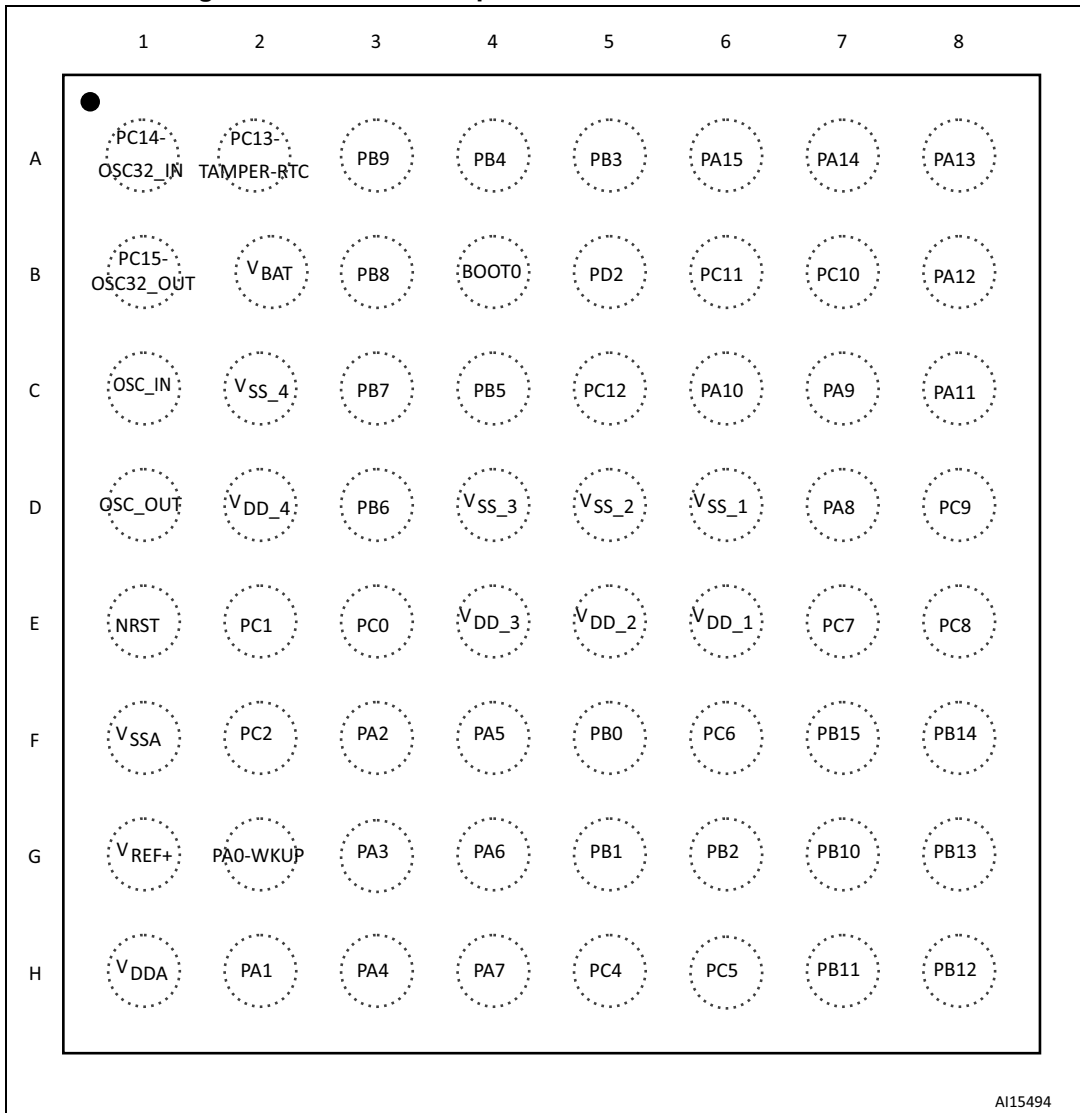 1 2 3 4 5 6 7 8
A PC14-OSC32_IN PC13-TAMPER-RTC PB9 PB4 PB3 PA15 PA14 PA13
B PC15-OSC32_OUT VBAT PB8 BOOT0 PD2 PC11 PC10 PA12
C OSC_IN VSS_4 PB7 PB5 PC12 PA10 PA9 PA11
D OSC_OUT VDD_4 PB6 VSS_3 VSS_2 VSS_1 PA8 PC9
E NRST PC1 PC0 VDD_3 VDD_2 VDD_1 PC7 PC8
F VSSA PC2 PA2 PA5 PB0 PC6 PB15 PB14
G VREF+ PA0-WKUP PA3 PA6 PB1 PB2 PB10 PB13
H VDDA PA1 PA4 PA7 PC4 PC5 PB11 PB12
AI15494